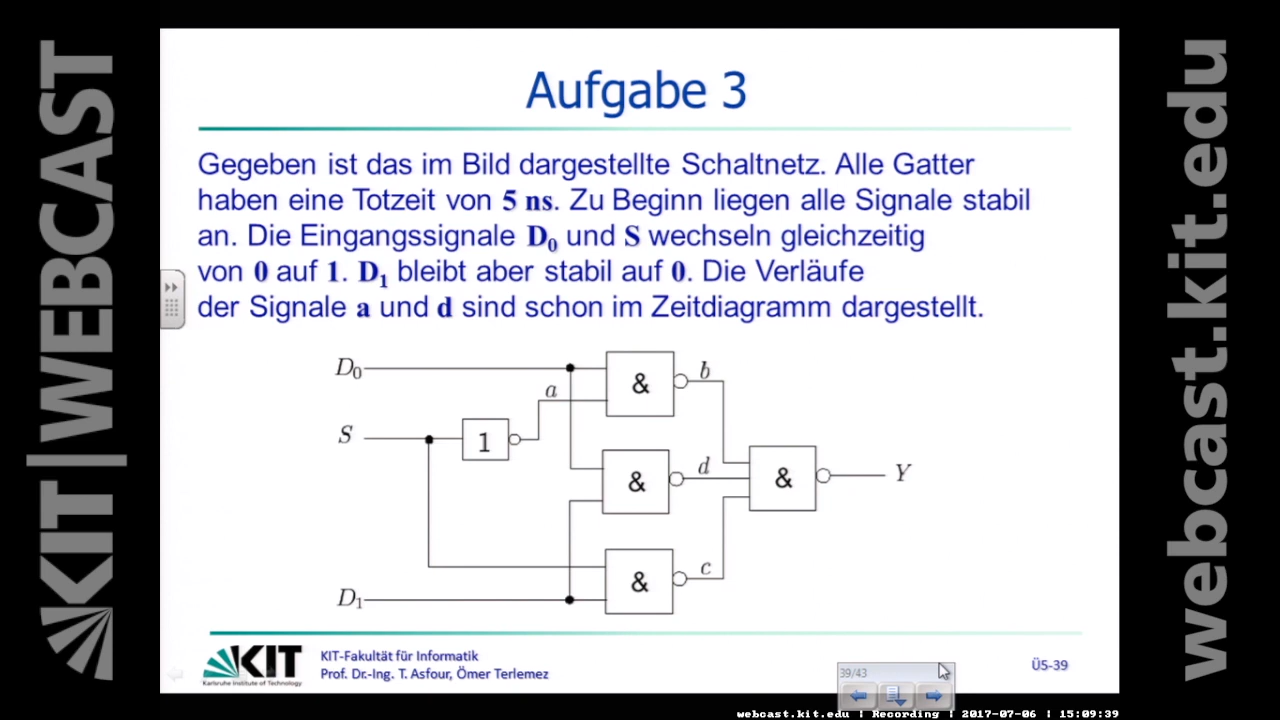 KIT|WEBCAST
webcast.kit.edu
Aufgabe 3
Gegeben ist das im Bild dargestellte Schaltnetz. Alle Gatter
haben eine Totzeit von 5 ns. Zu Beginn liegen alle Signale stabil
an. Die Eingangssignale D₀ und S wechseln gleichzeitig
von 0 auf 1. D₁ bleibt aber stabil auf 0. Die Verläufe
der Signale a und d sind schon im Zeitdiagramm dargestellt.
D₀
a
&
b
S
1
&
d
&
Y
&
c
D₁
KIT
Karlsruhe Institute of Technology
KIT-Fakultät für Informatik
Prof. Dr.-Ing. T. Asfour, Ömer Terlemez
39/43
Ü5-39
webcast.kit.edu | Recording | 2017-07-06 | 15:09:39